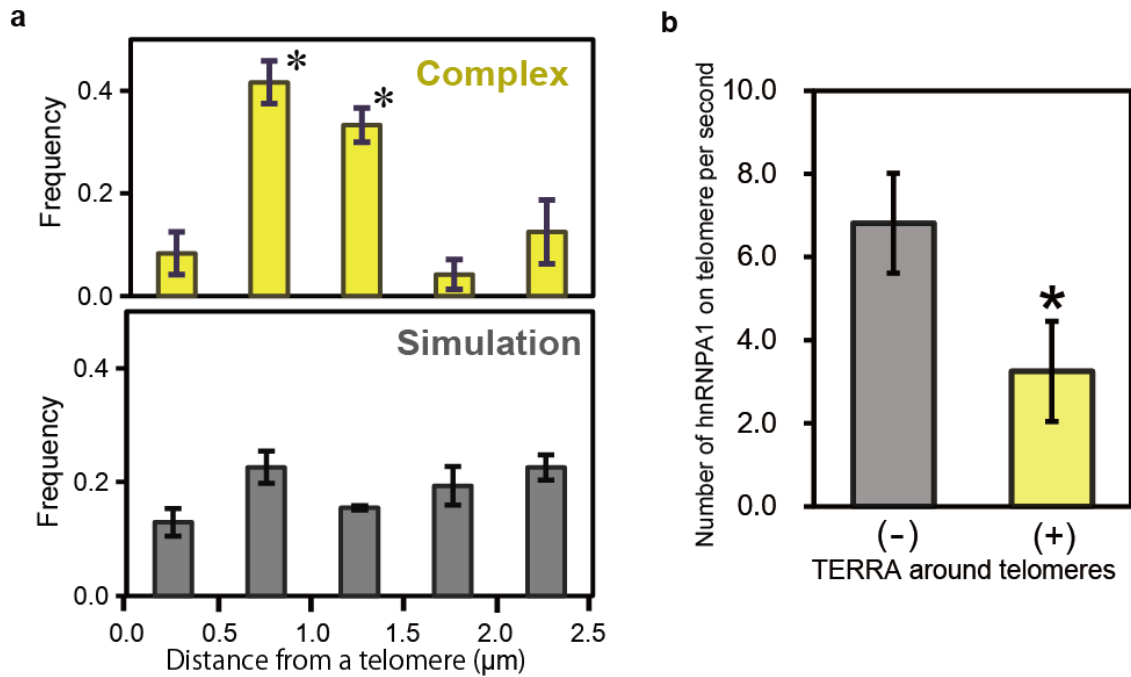 a
Complex
*
*
Frequency
0.4
0.2
0.0
Simulation
Frequency
0.4
0.2
0.0
0.0 0.5 1.0 1.5 2.0 2.5
Distance from a telomere (μm)
b
Number of hnRNPA1 on telomere per second
10.0
8.0
6.0
4.0
2.0
0.0
*
(-) (+)
TERRA around telomeres